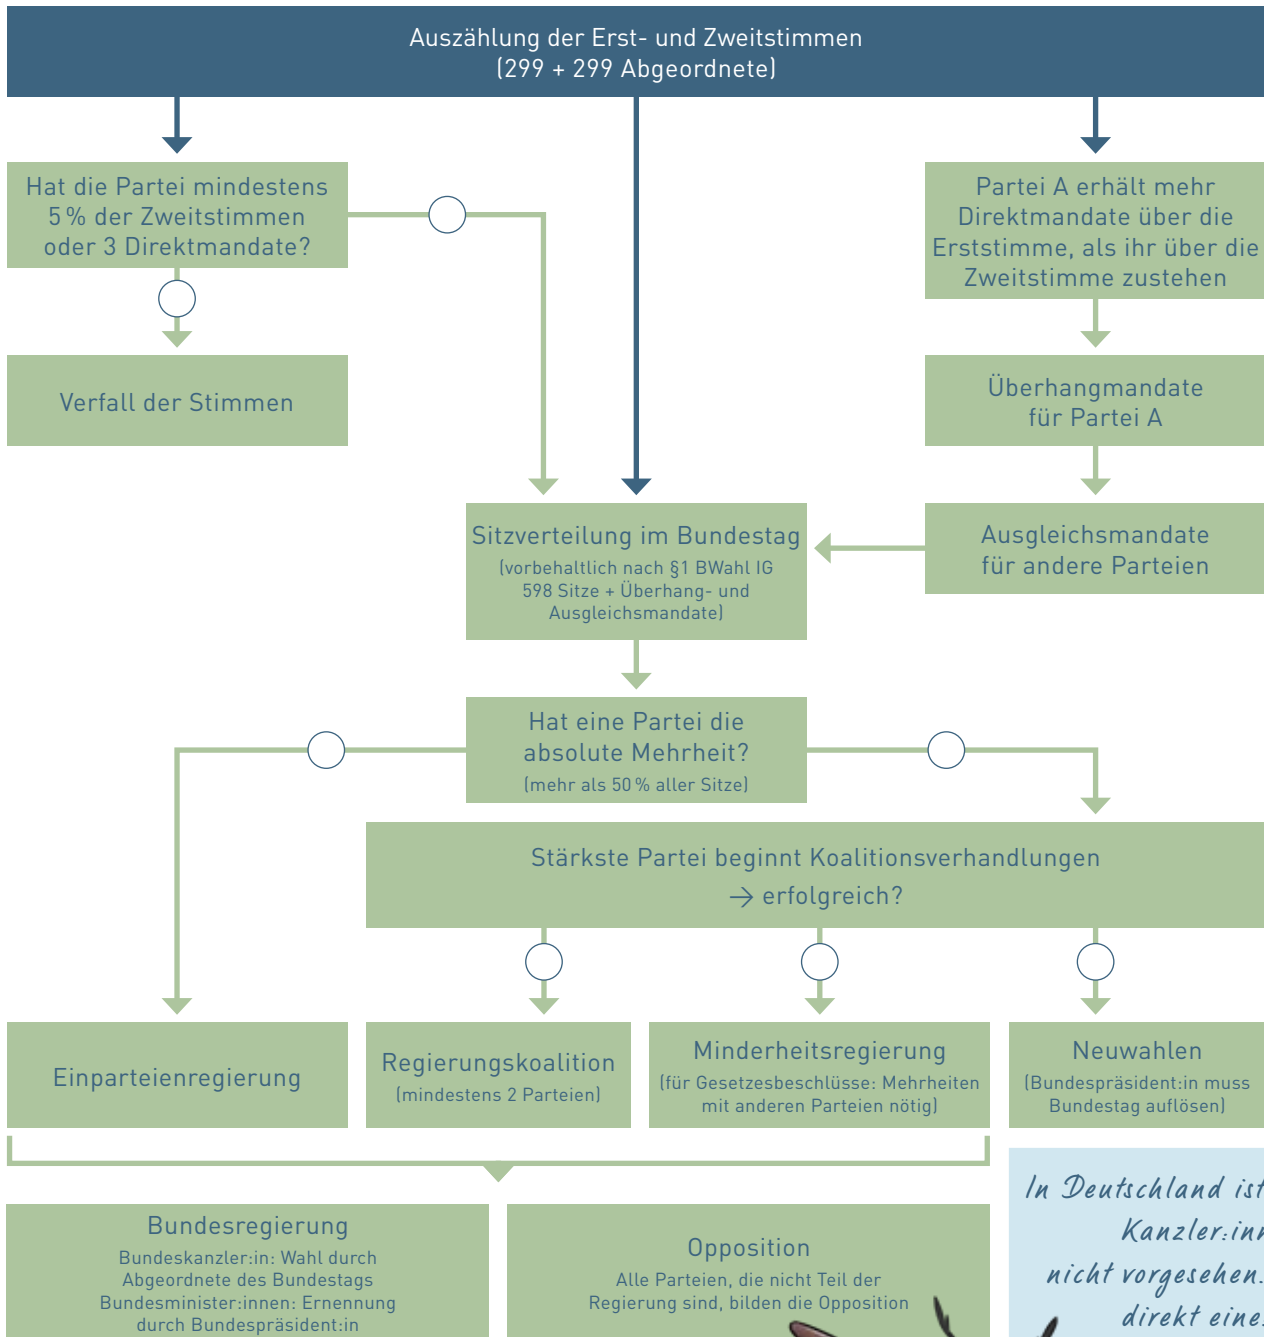 Auszählung der Erst- und Zweitstimmen
(299 + 299 Abgeordnete)
Hat die Partei mindestens
5 % der Zweitstimmen
oder 3 Direktmandate?
Partei A erhält mehr
Direktmandate über die
Erststimme, als ihr über die
Zweitstimme zustehen
Verfall der Stimmen
Überhangmandate
für Partei A
Sitzverteilung im Bundestag
(vorbehaltlich nach §1 BWahl IG
598 Sitze + Überhang- und
Ausgleichsmandate)
Ausgleichsmandate
für andere Parteien
Hat eine Partei die
absolute Mehrheit?
(mehr als 50 % aller Sitze)
Stärkste Partei beginnt Koalitionsverhandlungen
→ erfolgreich?
Einparteienregierung
Regierungskoalition
(mindestens 2 Parteien)
Minderheitsregierung
(für Gesetzesbeschlüsse: Mehrheiten
mit anderen Parteien nötig)
Neuwahlen
(Bundespräsident:in muss
Bundestag auflösen)
Bundesregierung
Bundeskanzler:in: Wahl durch
Abgeordnete des Bundestags
Bundesminister:innen: Ernennung
durch Bundespräsident:in
Opposition
Alle Parteien, die nicht Teil der
Regierung sind, bilden die Opposition
In Deutschland ist
Kanzler:inn
nicht vorgesehen.
direkt eine